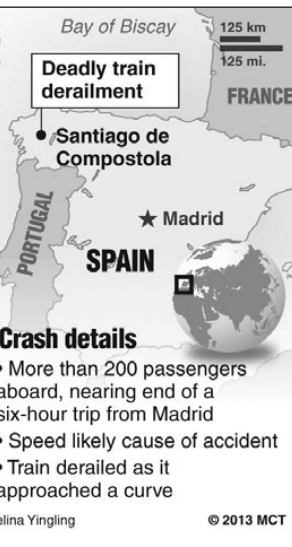 Bay of Biscay
125 km
125 mi.
Deadly train
derailment
FRANCE
Santiago de
Compostola
PORTUGAL
Madrid
SPAIN
Crash details
• More than 200 passengers
aboard, nearing end of a
six-hour trip from Madrid
• Speed likely cause of accident
• Train derailed as it
approached a curve
elina Yingling
© 2013 MCT